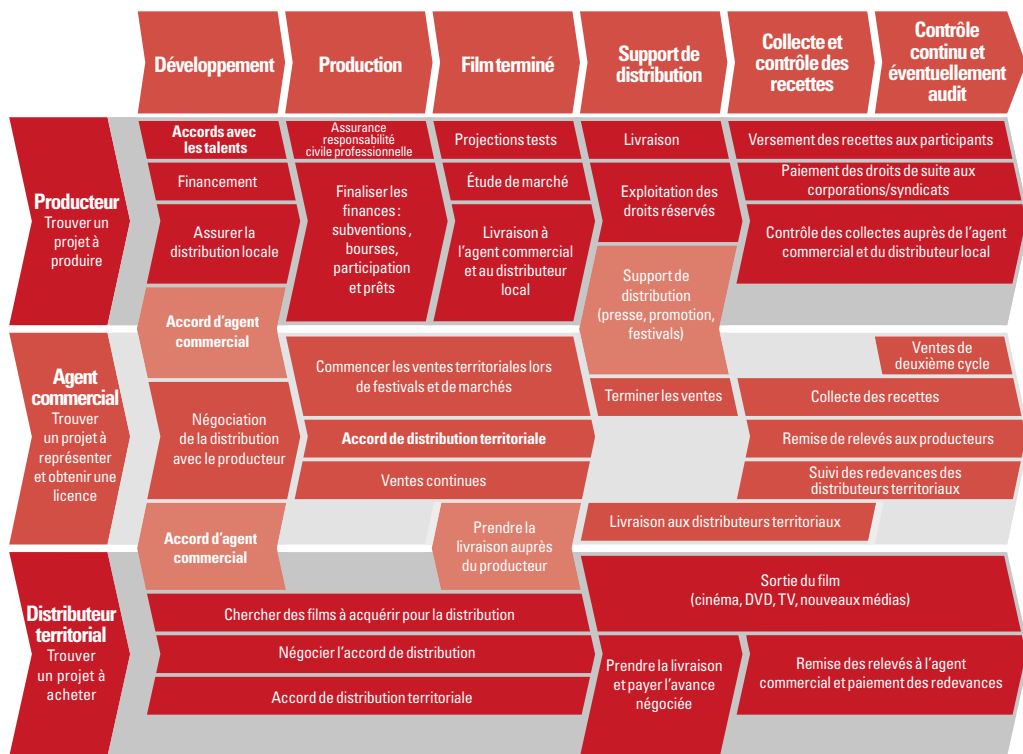 Développement
Production
Film terminé
Support de
distribution
Collecte et
contrôle des
recettes
Contrôle
continu et
éventuellement
audit
Producteur
Trouver un
projet à
produire
Accords avec
les talents
Financement
Assurer la
distribution locale
Accord d'agent
commercial
Assurance
responsabilité
civile professionnelle
Finaliser les
finances :
subventions ,
bourses,
participation
et prêts
Projections tests
Étude de marché
Livraison à
l'agent commercial
et au distributeur
local
Livraison
Exploitation des
droits réservés
Support de
distribution
(presse, promotion,
festivals)
Versement des recettes aux participants
Paiement des droits de suite aux
corporations/syndicats
Contrôle des collectes auprès de l'agent
commercial et du distributeur local
Agent
commercial
Trouver
un projet à
représenter
et obtenir une
licence
Négociation
de la distribution
avec le producteur
Accord d'agent
commercial
Commencer les ventes territoriales lors
de festivals et de marchés
Accord de distribution territoriale
Ventes continues
Prendre la
livraison auprès
du producteur
Terminer les ventes
Livraison aux distributeurs territoriaux
Ventes de
deuxième cycle
Collecte des recettes
Remise de relevés aux producteurs
Suivi des redevances des
distributeurs territoriaux
Distributeur
territorial
Trouver
un projet à
acheter
Chercher des films à acquérir pour la distribution
Négocier l'accord de distribution
Accord de distribution territoriale
Sortie du film
(cinéma, DVD, TV, nouveaux médias)
Prendre la livraison
et payer l'avance
négociée
Remise des relevés à l'agent
commercial et paiement des redevances